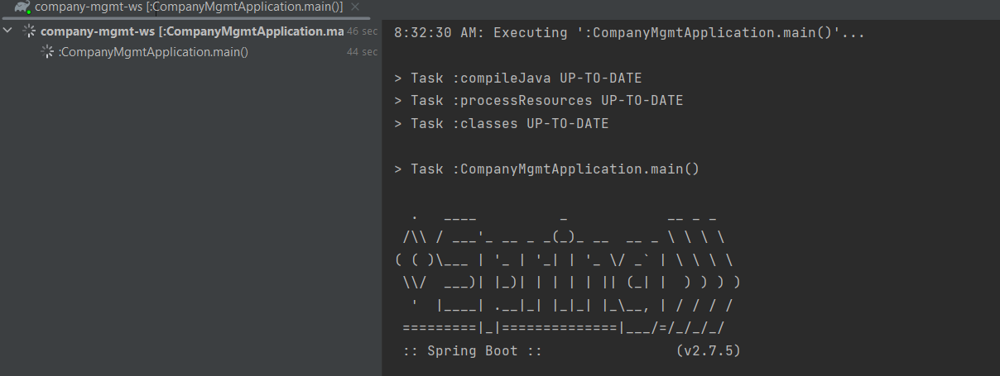 company-mgmt-ws [:CompanyMgmtApplication.main()]
company-mgmt-ws [:CompanyMgmtApplication.ma 46 sec
:CompanyMgmtApplication.main() 44 sec
8:32:30 AM: Executing ':CompanyMgmtApplication.main()'...
> Task :compileJava UP-TO-DATE
> Task :processResources UP-TO-DATE
> Task :classes UP-TO-DATE
> Task :CompanyMgmtApplication.main()
  .   ____          _            __ _ _
 /\\ / ___'_ __ _ _(_)_ __  __ _ \ \ \ \
( ( )\___ | '_ | '_| | '_ \/ _` | \ \ \ \
 \\/  ___)| |_)| | | | | || (_| |  ) ) ) )
  '  |____| .__|_| |_|_| |_\__, | / / / /
 =========|_|==============|___/=/_/_/_/
 :: Spring Boot ::                (v2.7.5)